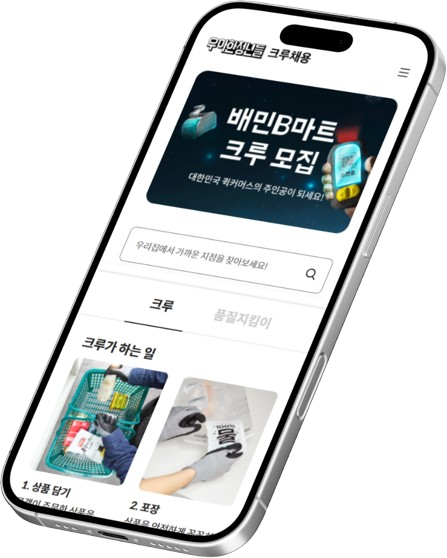 우아한청년들 크루채용
배민B마트
크루 모집
대한민국 퀵커머스의 주인공이 되세요!
우리집에서 가까운 지점을 찾아보세요!
크루 품질지킴이
크루가 하는 일
100%
1. 상품 담기
2. 포장
고객이 주문한 상품을
상품을 안전하게 꼼꼼히